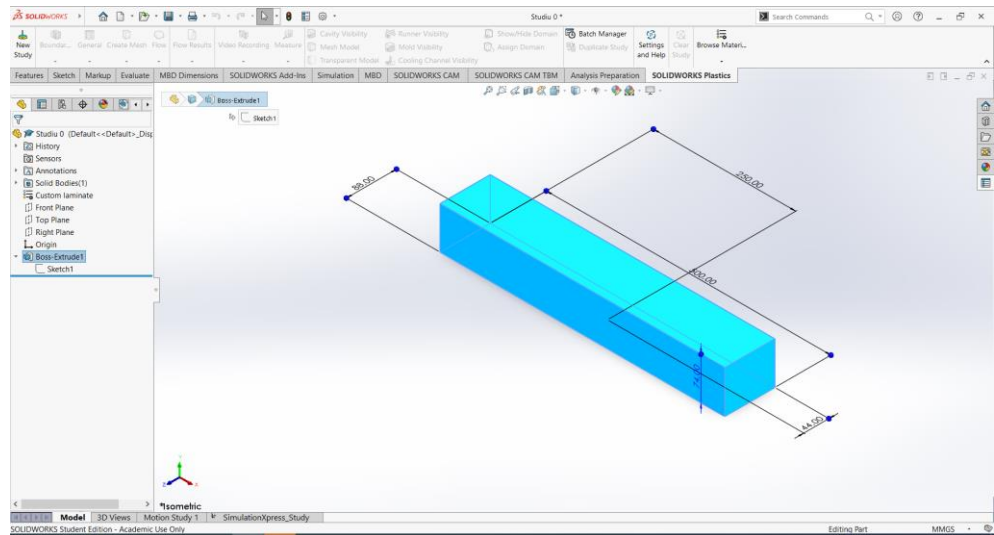 SOLIDWORKS
Studiu 0 *
Search Commands
New Study
Boundar...
General
Create Mesh
Flow
Flow Results
Video Recording
Measure
Cavity Visibility
Mesh Model
Transparent Model
Runner Visibility
Mold Visibility
Cooling Channel Visibility
Show/Hide Domain
Assign Domain
Batch Manager
Duplicate Study
Settings and Help
Clear Study
Browse Materi...
Features Sketch Markup Evaluate MBD Dimensions SOLIDWORKS Add-Ins Simulation MBD SOLIDWORKS CAM SOLIDWORKS CAM TBM Analysis Preparation SOLIDWORKS Plastics
Boss-Extrude1
Sketch1
Studiu 0 (Default<<Default>_Disp
History
Sensors
Annotations
Solid Bodies(1)
Custom laminate
Front Plane
Top Plane
Right Plane
Origin
Boss-Extrude1
Sketch1
88.00
250.00
500.00
74.00
44.00
*Isometric
Model 3D Views Motion Study 1 SimulationXpress_Study
SOLIDWORKS Student Edition - Academic Use Only
Editing Part
MMGS